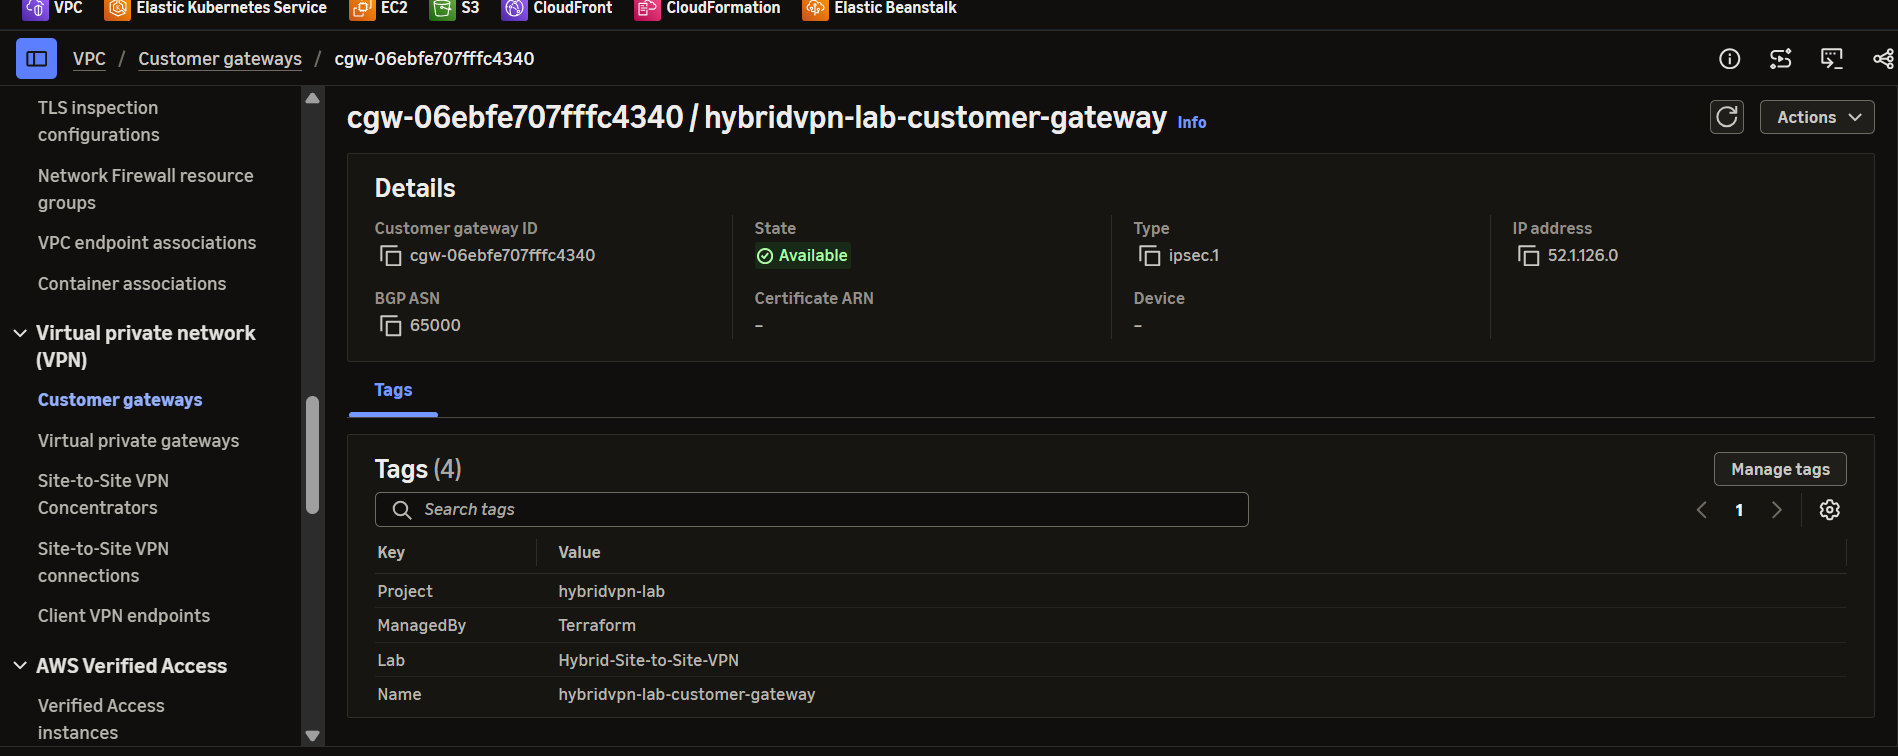 VPC Elastic Kubernetes Service EC2 S3 CloudFront CloudFormation Elastic Beanstalk
VPC / Customer gateways / cgw-06ebfe707fffc4340
TLS inspection
configurations
Network Firewall resource
groups
VPC endpoint associations
Container associations
Virtual private network
(VPN)
Customer gateways
Virtual private gateways
Site-to-Site VPN
Concentrators
Site-to-Site VPN
connections
Client VPN endpoints
AWS Verified Access
Verified Access
instances
cgw-06ebfe707fffc4340 / hybridvpn-lab-customer-gateway Info
Actions
Details
Customer gateway ID
cgw-06ebfe707fffc4340
State
Available
Type
ipsec.1
IP address
52.1.126.0
BGP ASN
65000
Certificate ARN
–
Device
–
Tags
Tags (4)
Manage tags
Search tags
1
Key Value
Project hybridvpn-lab
ManagedBy Terraform
Lab Hybrid-Site-to-Site-VPN
Name hybridvpn-lab-customer-gateway